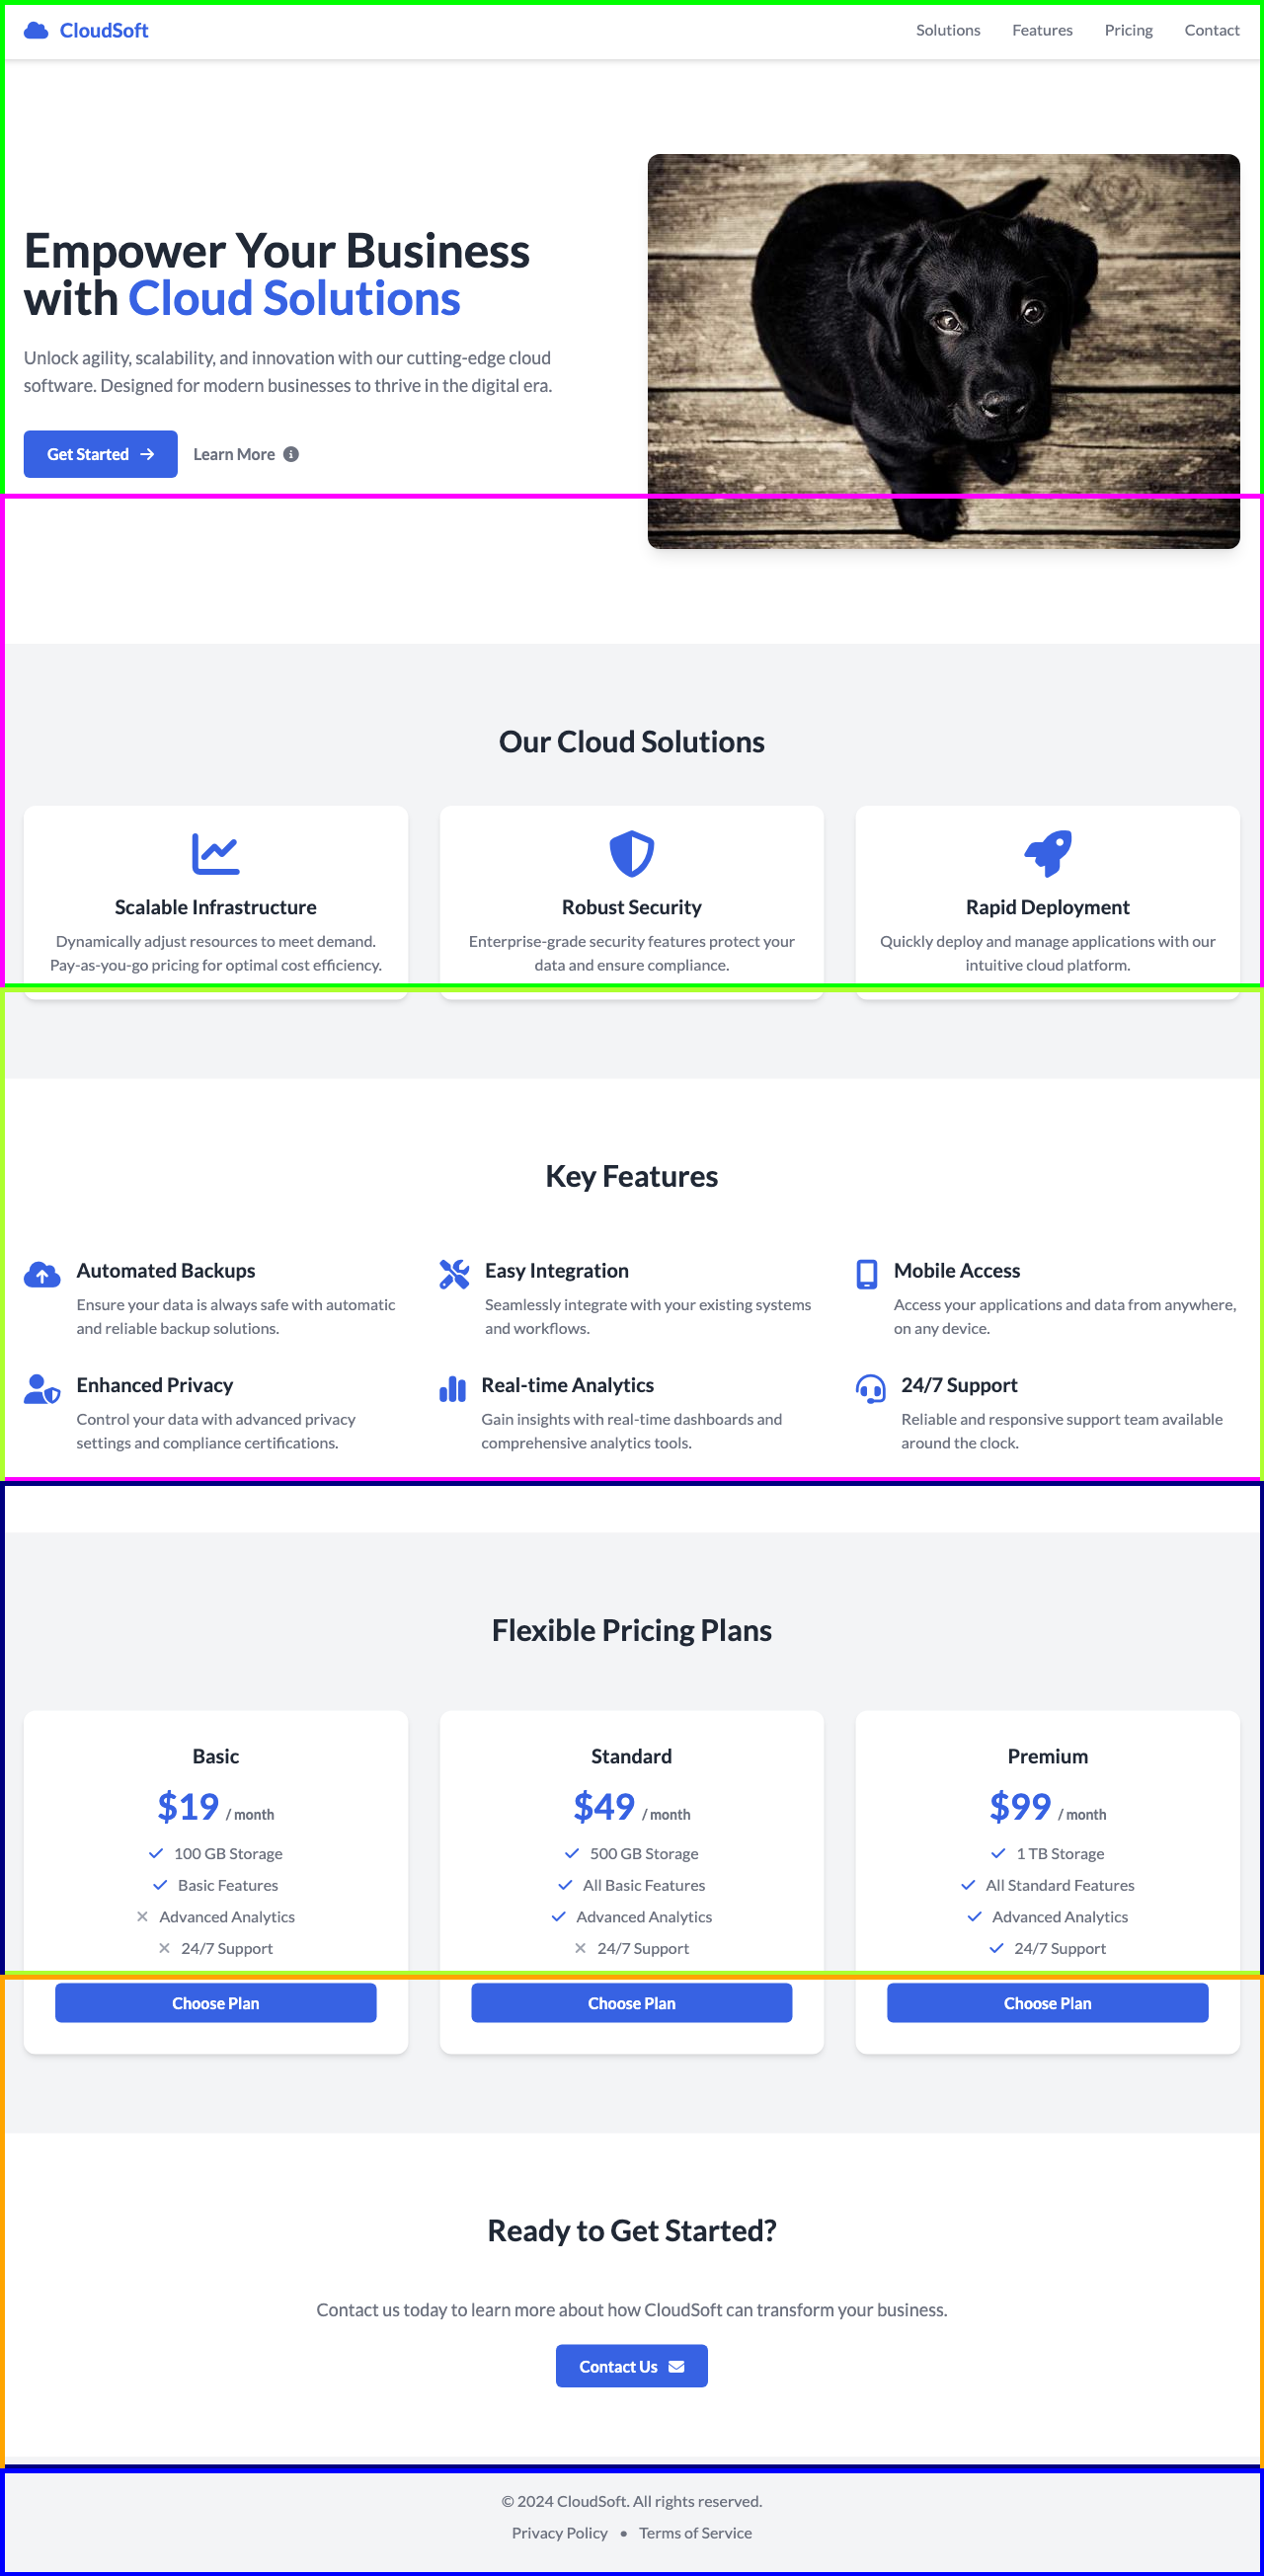 CloudSoft
Solutions
Features
Pricing
Contact
Empower Your Business
with Cloud Solutions
Unlock agility, scalability, and innovation with our cutting-edge cloud
software. Designed for modern businesses to thrive in the digital era.
Get Started
Learn More
Our Cloud Solutions
Scalable Infrastructure
Dynamically adjust resources to meet demand.
Pay-as-you-go pricing for optimal cost efficiency.
Robust Security
Enterprise-grade security features protect your
data and ensure compliance.
Rapid Deployment
Quickly deploy and manage applications with our
intuitive cloud platform.
Key Features
Automated Backups
Ensure your data is always safe with automatic
and reliable backup solutions.
Easy Integration
Seamlessly integrate with your existing systems
and workflows.
Mobile Access
Access your applications and data from anywhere,
on any device.
Enhanced Privacy
Control your data with advanced privacy
settings and compliance certifications.
Real-time Analytics
Gain insights with real-time dashboards and
comprehensive analytics tools.
24/7 Support
Reliable and responsive support team available
around the clock.
Flexible Pricing Plans
Basic
$19 / month
100 GB Storage
Basic Features
Advanced Analytics
24/7 Support
Choose Plan
Standard
$49 / month
500 GB Storage
All Basic Features
Advanced Analytics
24/7 Support
Choose Plan
Premium
$99 / month
1 TB Storage
All Standard Features
Advanced Analytics
24/7 Support
Choose Plan
Ready to Get Started?
Contact us today to learn more about how CloudSoft can transform your business.
Contact Us
© 2024 CloudSoft. All rights reserved.
Privacy Policy • Terms of Service